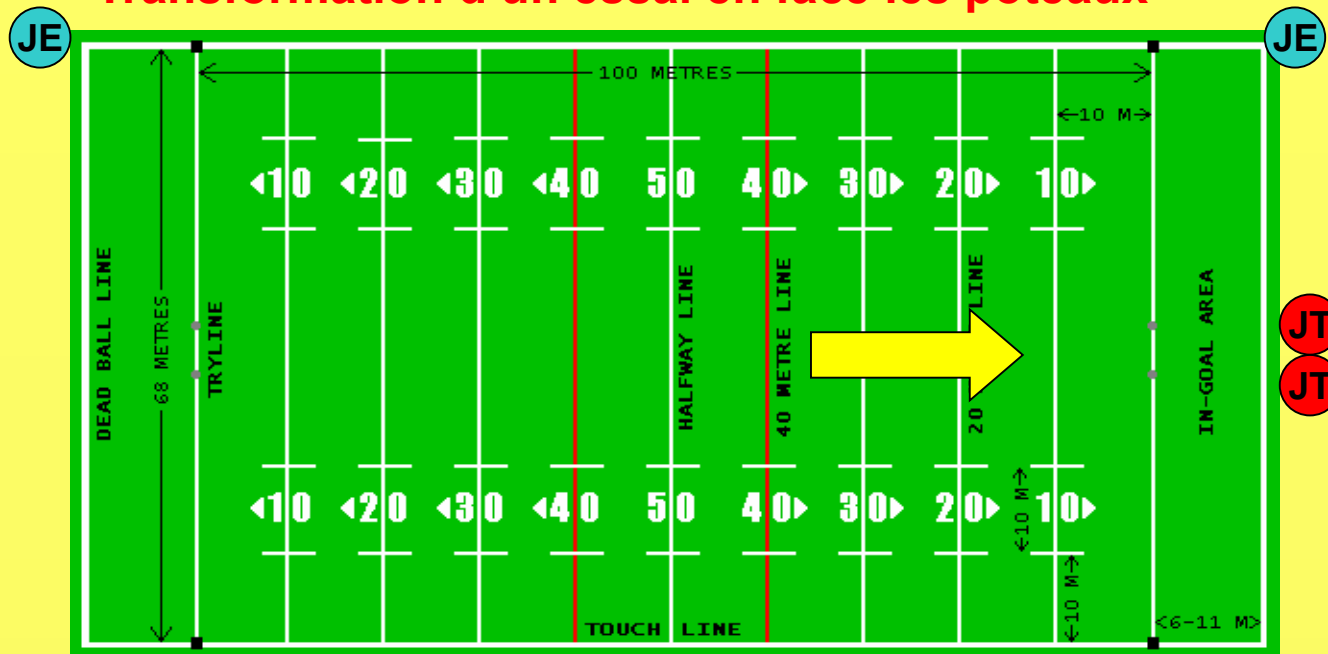 Transformation d'un essai en face les poteaux
JE
JE
100 METRES
10 M
10 20 30 40 50 40 30 20 10
DEAD BALL LINE
68 METRES
TRYLINE
HALFWAY LINE
40 METRE LINE
20 LINE
IN-GOAL AREA
JT
JT
10 20 30 40 50 40 30 20 10
10 M
10 M
TOUCH LINE
6-11 M